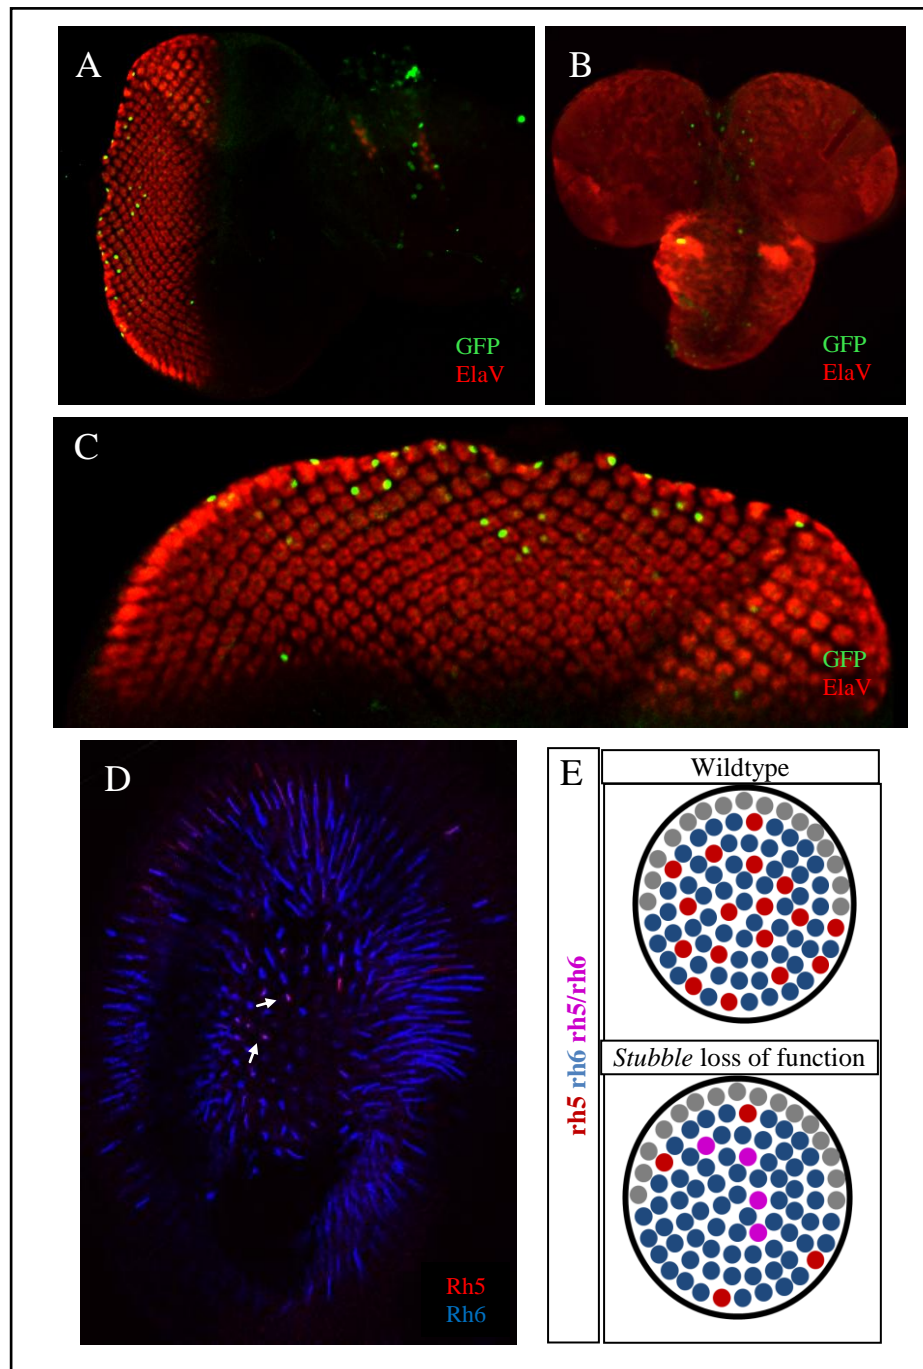 A
GFP
ElaV
B
GFP
ElaV
C
GFP
ElaV
D
Rh5
Rh6
E
rh5 rh6 rh5/rh6
Wildtype
Stubble loss of function